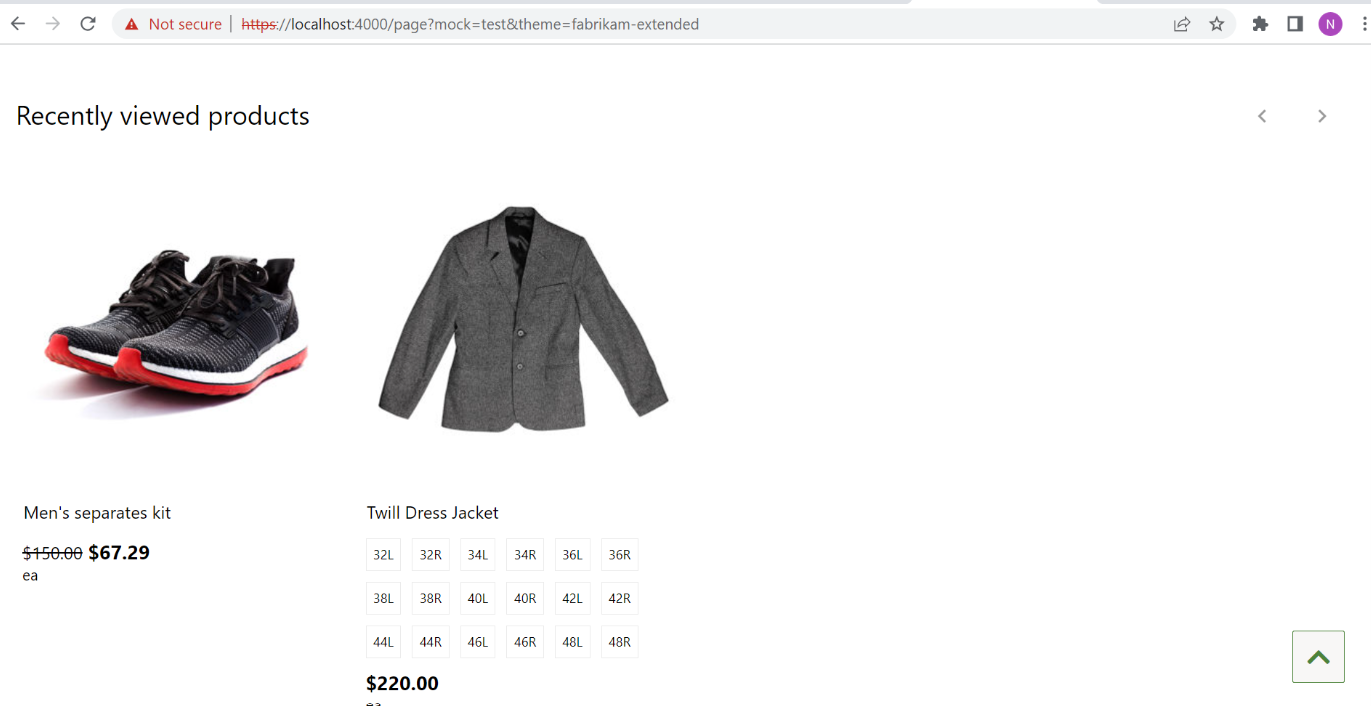 Not secure | https://localhost:4000/page?mock=test&theme=fabrikam-extended
N
Recently viewed products
Men's separates kit
$150.00 $67.29
ea
Twill Dress Jacket
32L 32R 34L 34R 36L 36R
38L 38R 40L 40R 42L 42R
44L 44R 46L 46R 48L 48R
$220.00
ea